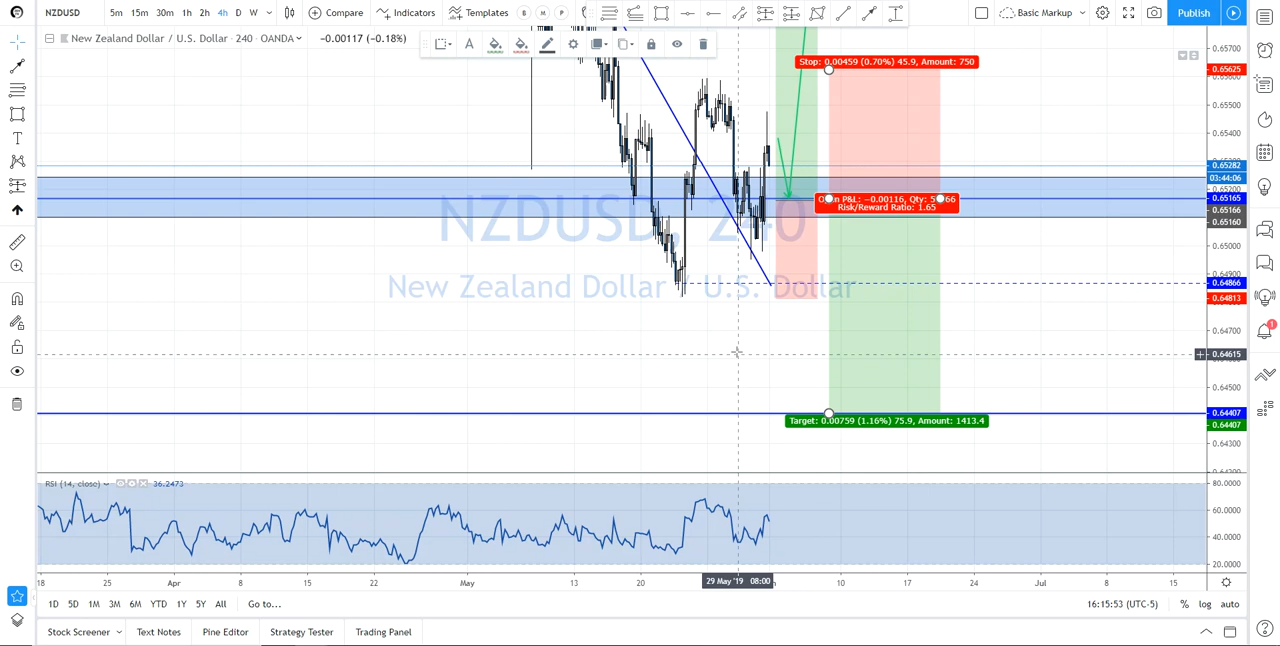 NZDUSD 5m 15m 30m 1h 2h 4h D W Compare Indicators Templates B M P Basic Markup Publish
New Zealand Dollar / U.S. Dollar · 240 · OANDA −0.00117 (−0.18%)
Stop: 0.00459 (0.70%) 45.9, Amount: 750
Risk/Reward Ratio: 1.65
Target: 0.00759 (1.16%) 75.9, Amount: 1413.4
NZDUSD, 240
New Zealand Dollar / U.S. Dollar
0.65700
0.65625
0.65500
0.65400
0.65282
03:44:06
0.65200
0.65165
0.65166
0.65160
0.65000
0.64900
0.64866
0.64813
0.64700
0.64615
0.64500
0.64407
0.64407
0.64300
RSI (14, close) 36.2473
80.0000
60.0000
40.0000
20.0000
18 25 Apr 8 15 22 May 13 20 29 May '19 08:00 10 17 24 Jul 8 15
1D 5D 1M 3M 6M YTD 1Y 5Y All Go to... 16:15:53 (UTC-5) % log auto
Stock Screener Text Notes Pine Editor Strategy Tester Trading Panel
1